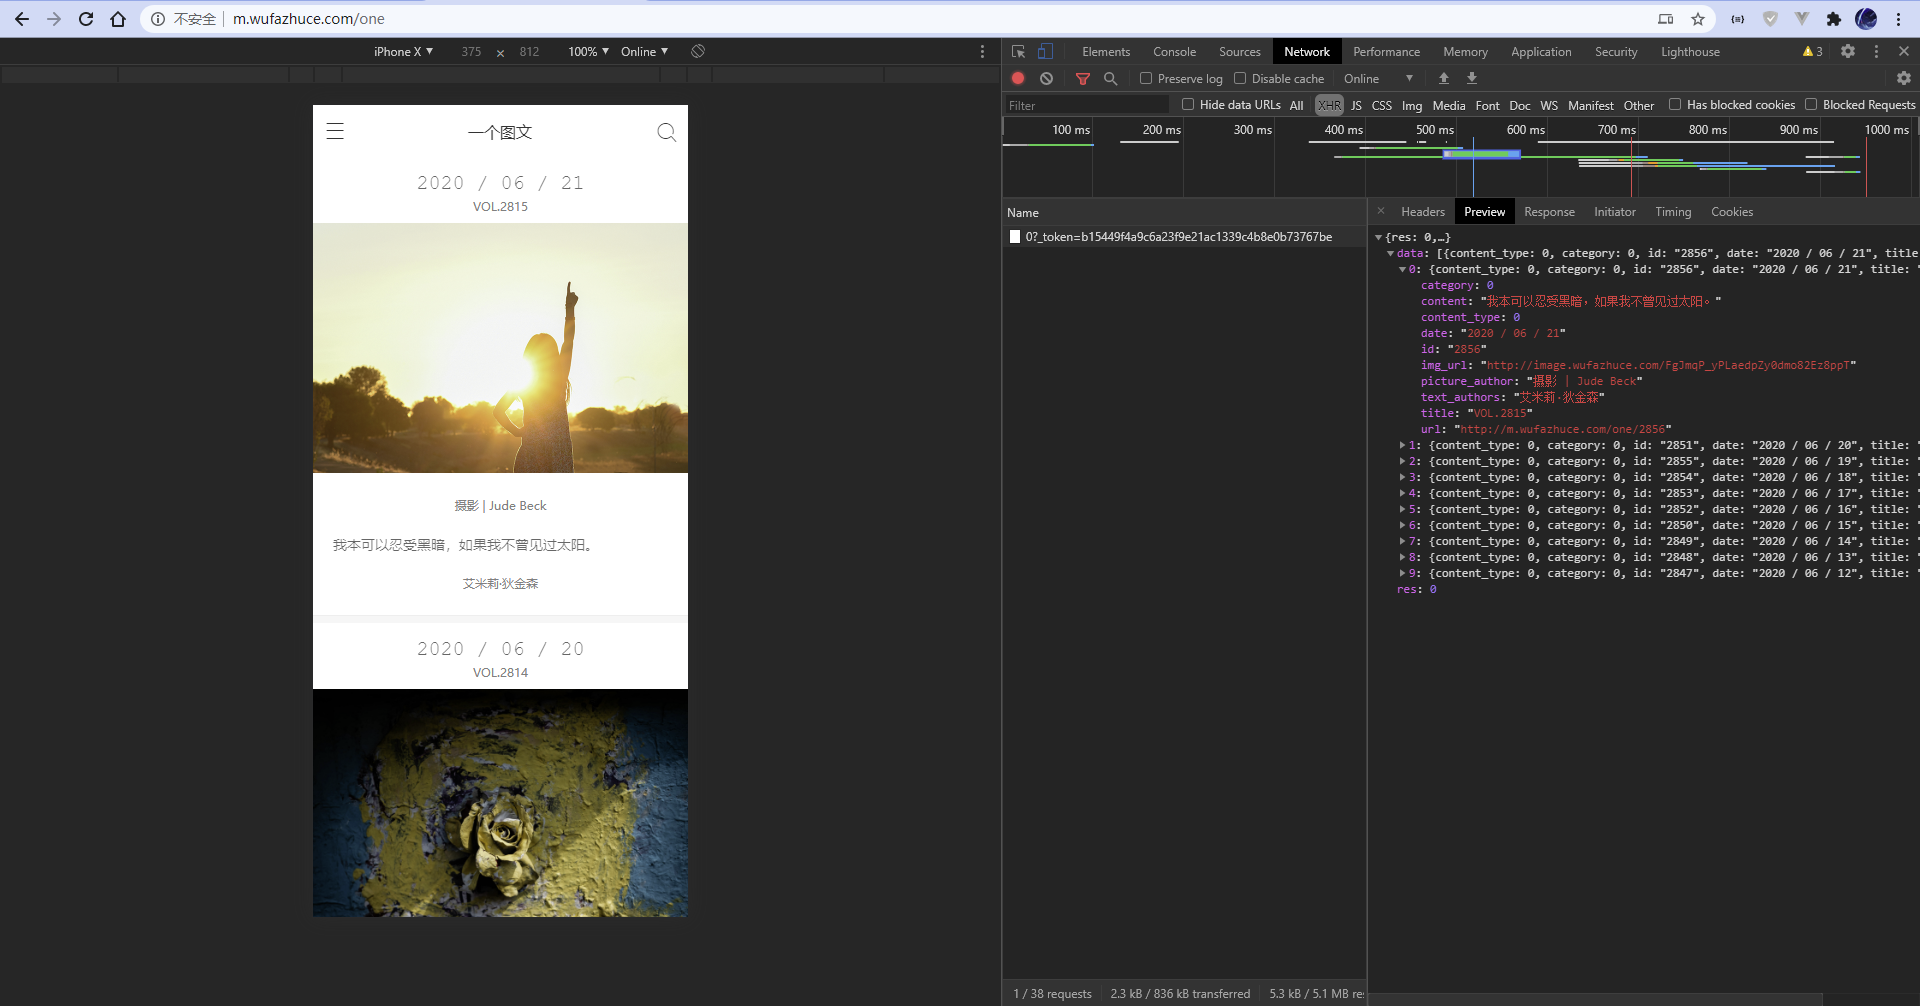 不安全 m.wufazhuce.com/one
iPhone X ▼ 375 × 812 100% ▼ Online ▼
一个图文
2020 / 06 / 21
VOL.2815
摄影 | Jude Beck
我本可以忍受黑暗，如果我不曾见过太阳。
艾米莉·狄金森
2020 / 06 / 20
VOL.2814
Elements Console Sources Network Performance Memory Application Security Lighthouse 3
Preserve log Disable cache Online ▼
Filter Hide data URLs All XHR JS CSS Img Media Font Doc WS Manifest Other Has blocked cookies Blocked Requests
100 ms 200 ms 300 ms 400 ms 500 ms 600 ms 700 ms 800 ms 900 ms 1000 ms
Name
0?_token=b15449f4a9c6a23f9e21ac1339c4b8e0b73767be
1 / 38 requests 2.3 kB / 836 kB transferred 5.3 kB / 5.1 MB re
× Headers Preview Response Initiator Timing Cookies
▼{res: 0,…}
▼data: [{content_type: 0, category: 0, id: "2856", date: "2020 / 06 / 21", title
▼0: {content_type: 0, category: 0, id: "2856", date: "2020 / 06 / 21", title: "
category: 0
content: "我本可以忍受黑暗，如果我不曾见过太阳。"
content_type: 0
date: "2020 / 06 / 21"
id: "2856"
img_url: "http://image.wufazhuce.com/FgJmqP_yPLaedpZy0dmo82Ez8ppT"
picture_author: "摄影 | Jude Beck"
text_authors: "艾米莉·狄金森"
title: "VOL.2815"
url: "http://m.wufazhuce.com/one/2856"
▶1: {content_type: 0, category: 0, id: "2851", date: "2020 / 06 / 20", title: "
▶2: {content_type: 0, category: 0, id: "2855", date: "2020 / 06 / 19", title: "
▶3: {content_type: 0, category: 0, id: "2854", date: "2020 / 06 / 18", title: "
▶4: {content_type: 0, category: 0, id: "2853", date: "2020 / 06 / 17", title: "
▶5: {content_type: 0, category: 0, id: "2852", date: "2020 / 06 / 16", title: "
▶6: {content_type: 0, category: 0, id: "2850", date: "2020 / 06 / 15", title: "
▶7: {content_type: 0, category: 0, id: "2849", date: "2020 / 06 / 14", title: "
▶8: {content_type: 0, category: 0, id: "2848", date: "2020 / 06 / 13", title: "
▶9: {content_type: 0, category: 0, id: "2847", date: "2020 / 06 / 12", title: "
res: 0